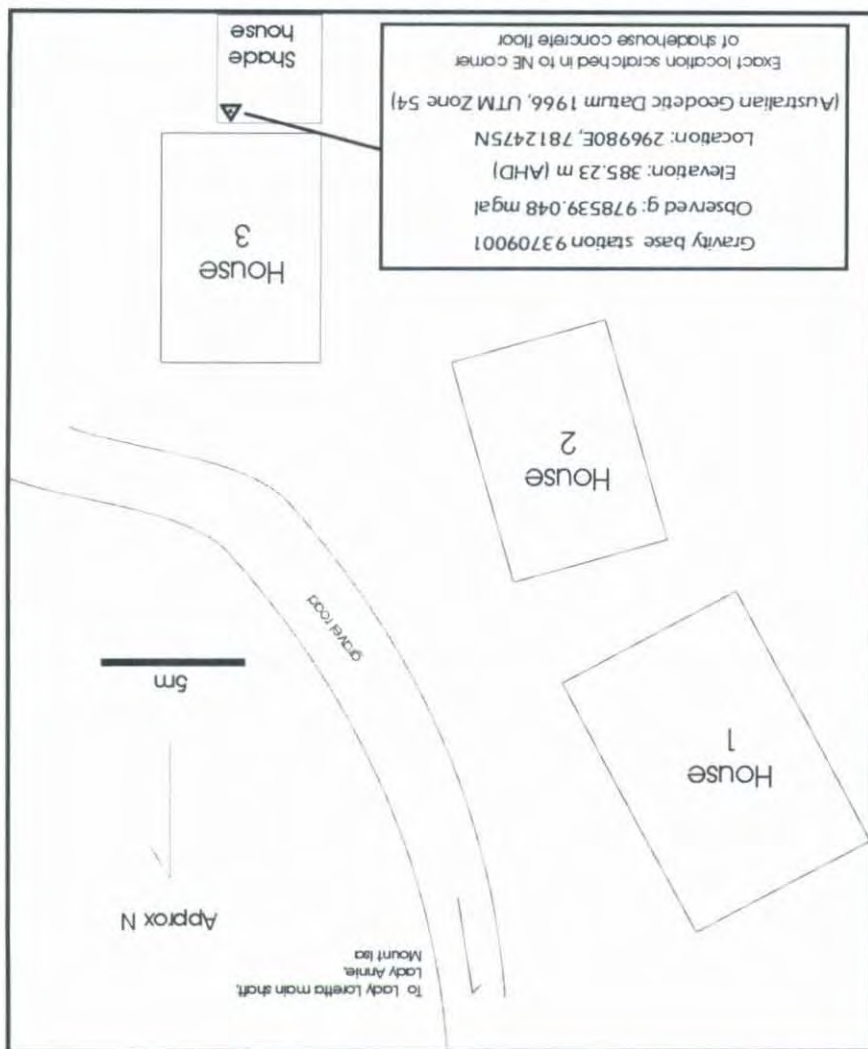 To Lady Loretta main shaft,
Lady Annie,
Mount Isa
Approx N
House
1
5m
gravel road
House
2
House
3
Gravity base station 93709001
Observed g: 978539.048 mgal
Elevation: 385.23 m (AHD)
Location: 296980E, 7812475N
(Australian Geodetic Datum 1966, UTM Zone 54)
Exact location scratched in to NE corner
of shadehouse concrete floor
Shade
house